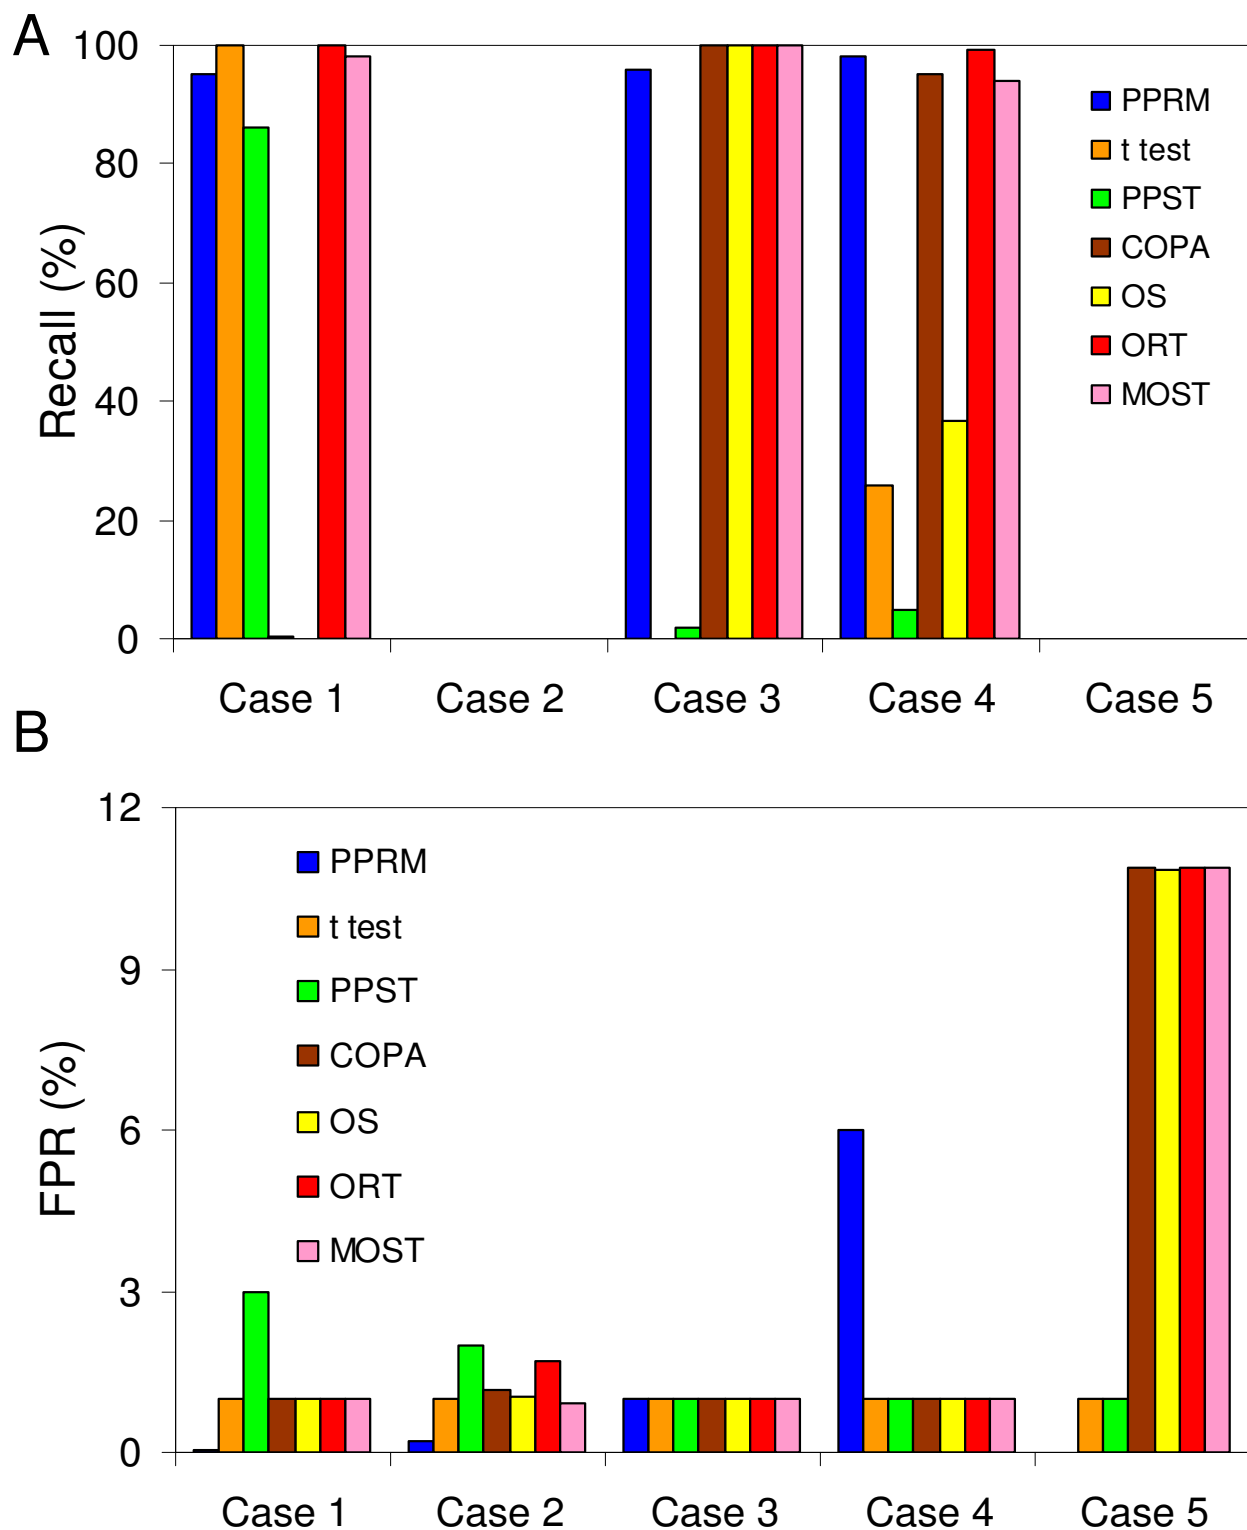 A
100
80
60
40
20
0
Recall (%)
PPRM
t test
PPST
COPA
OS
ORT
MOST
Case 1 Case 2 Case 3 Case 4 Case 5
B
12
9
6
3
0
FPR (%)
PPRM
t test
PPST
COPA
OS
ORT
MOST
Case 1 Case 2 Case 3 Case 4 Case 5